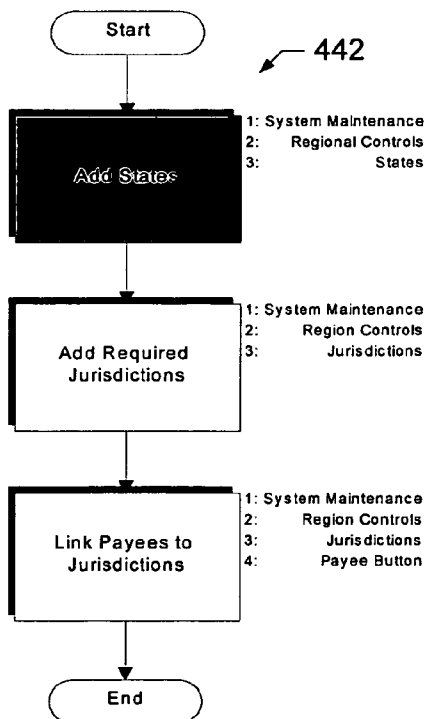 Start
442
Add States
1: System Maintenance
2: Regional Controls
3: States
Add Required
Jurisdictions
1: System Maintenance
2: Region Controls
3: Jurisdictions
Link Payees to
Jurisdictions
1: System Maintenance
2: Region Controls
3: Jurisdictions
4: Payee Button
End